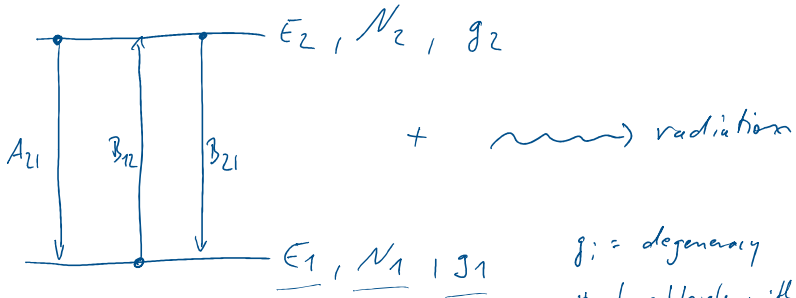 E2 , N2 , g2
A21 B12 B21 + radiation
E1 , N1 , g1
gi = degeneracy